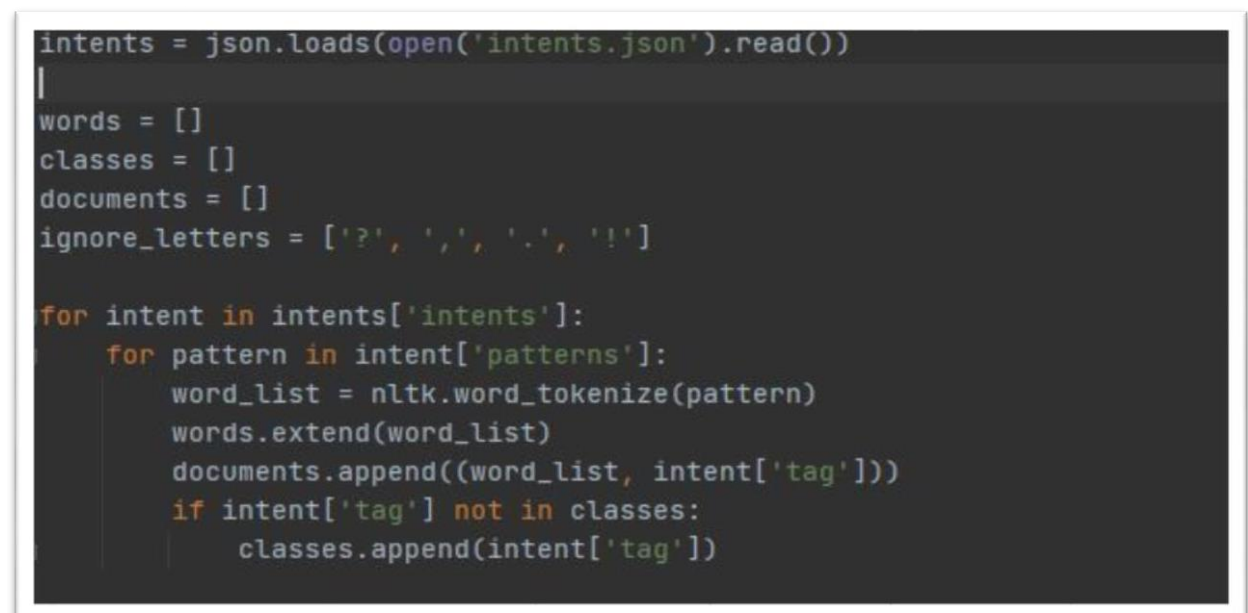 intents = json.loads(open('intents.json').read())
words = []
classes = []
documents = []
ignore_letters = ['?', ',', '.', '!']
for intent in intents['intents']:
    for pattern in intent['patterns']:
        word_list = nltk.word_tokenize(pattern)
        words.extend(word_list)
        documents.append((word_list, intent['tag']))
        if intent['tag'] not in classes:
            classes.append(intent['tag'])